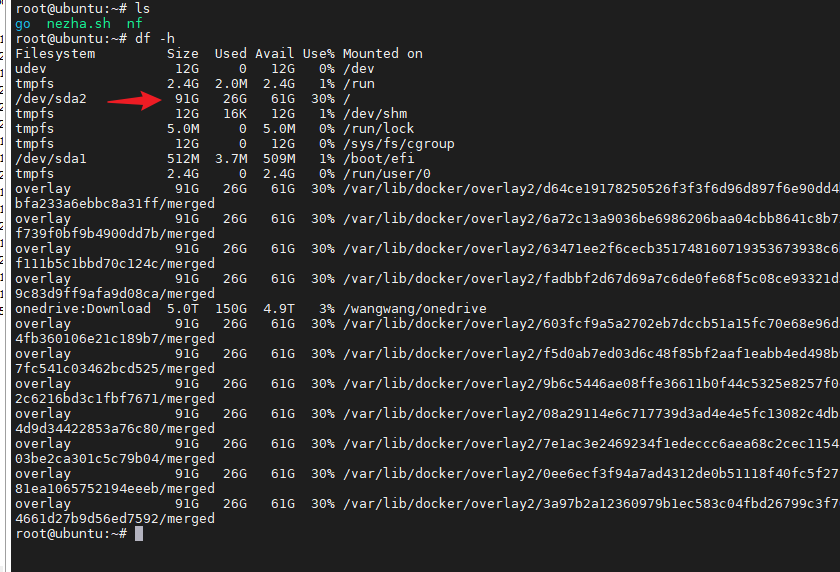 root@ubuntu:~# ls
go  nezha.sh  nf
root@ubuntu:~# df -h
Filesystem         Size  Used Avail Use% Mounted on
udev                12G     0   12G   0% /dev
tmpfs              2.4G  2.0M  2.4G   1% /run
/dev/sda2           91G   26G   61G  30% /
tmpfs               12G   16K   12G   1% /dev/shm
tmpfs              5.0M     0  5.0M   0% /run/lock
tmpfs               12G     0   12G   0% /sys/fs/cgroup
/dev/sda1          512M  3.7M  509M   1% /boot/efi
tmpfs              2.4G     0  2.4G   0% /run/user/0
overlay             91G   26G   61G  30% /var/lib/docker/overlay2/d64ce19178250526f3f3f6d96d897f6e90dd4
bfa233a6ebbc8a31ff/merged
overlay             91G   26G   61G  30% /var/lib/docker/overlay2/6a72c13a9036be6986206baa04cbb8641c8b7
f739f0bf9b4900dd7b/merged
overlay             91G   26G   61G  30% /var/lib/docker/overlay2/63471ee2f6cecb351748160719353673938c6
f111b5c1bbd70c124c/merged
overlay             91G   26G   61G  30% /var/lib/docker/overlay2/fadbbf2d67d69a7c6de0fe68f5c08ce93321d
9c83d9ff9afa9d08ca/merged
onedrive:Download  5.0T  150G  4.9T   3% /wangwang/onedrive
overlay             91G   26G   61G  30% /var/lib/docker/overlay2/603fcf9a5a2702eb7dccb51a15fc70e68e96d
4fb360106e21c189b7/merged
overlay             91G   26G   61G  30% /var/lib/docker/overlay2/f5d0ab7ed03d6c48f85bf2aaf1eabb4ed498b
7fc541c03462bcd525/merged
overlay             91G   26G   61G  30% /var/lib/docker/overlay2/9b6c5446ae08ffe36611b0f44c5325e8257f0
2c6216bd3c1fbf7671/merged
overlay             91G   26G   61G  30% /var/lib/docker/overlay2/08a29114e6c717739d3ad4e4e5fc13082c4db
4d9d34422853a76c80/merged
overlay             91G   26G   61G  30% /var/lib/docker/overlay2/7e1ac3e2469234f1edeccc6aea68c2cec1154
03be2ca301c5c79b04/merged
overlay             91G   26G   61G  30% /var/lib/docker/overlay2/0ee6ecf3f94a7ad4312de0b51118f40fc5f27
81ea1065752194eeeb/merged
overlay             91G   26G   61G  30% /var/lib/docker/overlay2/3a97b2a12360979b1ec583c04fbd26799c3f7
4661d27b9d56ed7592/merged
root@ubuntu:~#